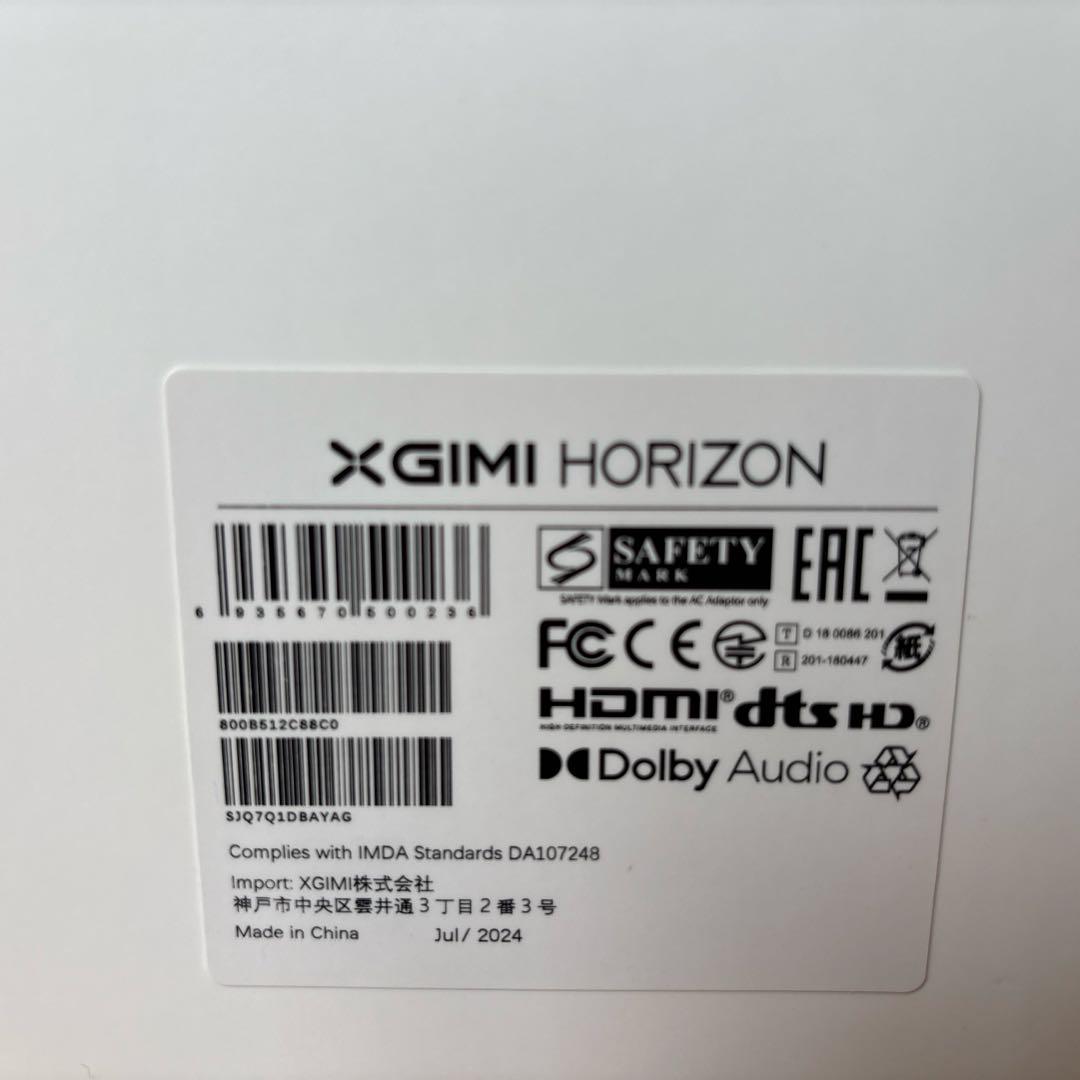 XGIMI HORIZON
6 935670 500236
800B512C88C0
SJQ7Q1DBAYAG
SAFETY
MARK
SAFETY Mark applies to the AC Adaptor only
EAC
FC CE
T D 18 0086 201
R 201-180447
紙
HDMI®
HIGH-DEFINITION MULTIMEDIA INTERFACE
dts HD®
Dolby Audio
Complies with IMDA Standards DA107248
Import: XGIMI株式会社
神戸市中央区雲井通3丁目2番3号
Made in China Jul/ 2024